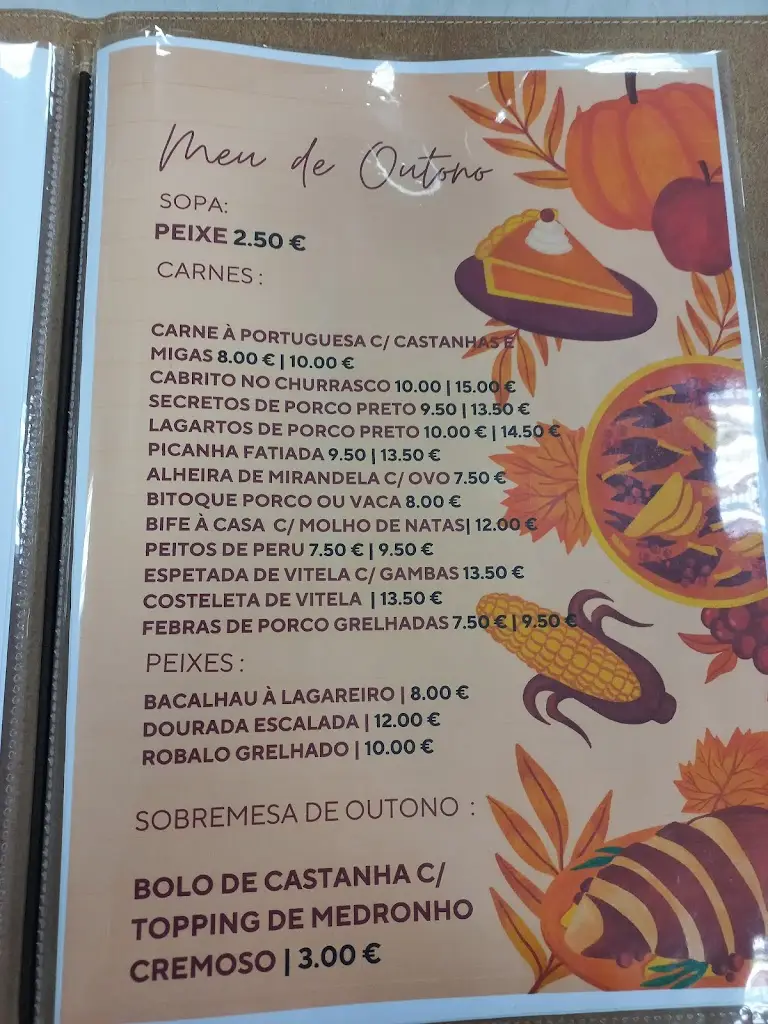 Meu de Outono
SOPA:
PEIXE 2.50 €
CARNES :
CARNE À PORTUGUESA C/ CASTANHAS E
MIGAS 8.00 € | 10.00 €
CABRITO NO CHURRASCO 10.00 | 15.00 €
SECRETOS DE PORCO PRETO 9.50 | 13.50 €
LAGARTOS DE PORCO PRETO 10.00 € | 14.50 €
PICANHA FATIADA 9.50 | 13.50 €
ALHEIRA DE MIRANDELA C/ OVO 7.50 €
BITOQUE PORCO OU VACA 8.00 €
BIFE À CASA C/ MOLHO DE NATAS| 12.00 €
PEITOS DE PERU 7.50 € | 9.50 €
ESPETADA DE VITELA C/ GAMBAS 13.50 €
COSTELETA DE VITELA | 13.50 €
FEBRAS DE PORCO GRELHADAS 7.50 € | 9.50 €
PEIXES :
BACALHAU À LAGAREIRO | 8.00 €
DOURADA ESCALADA | 12.00 €
ROBALO GRELHADO | 10.00 €
SOBREMESA DE OUTONO :
BOLO DE CASTANHA C/
TOPPING DE MEDRONHO
CREMOSO | 3.00 €